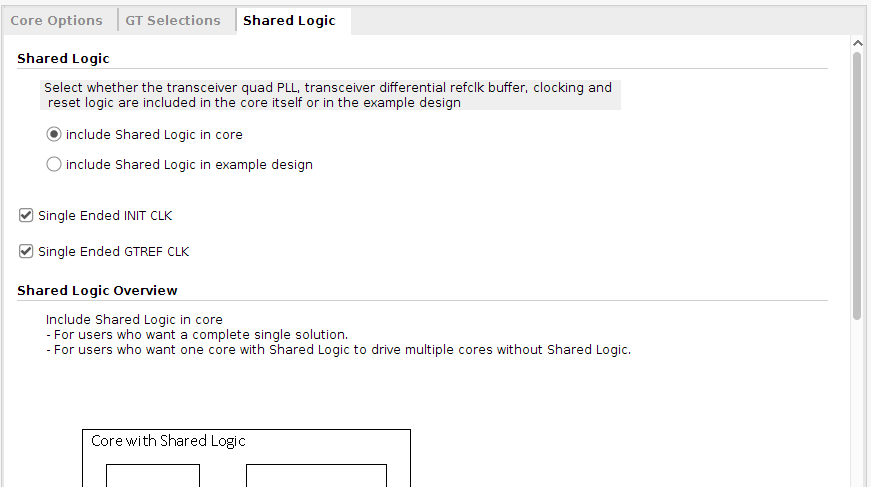 Core Options
GT Selections
Shared Logic
Shared Logic
Select whether the transceiver quad PLL, transceiver differential refclk buffer, clocking and
reset logic are included in the core itself or in the example design
include Shared Logic in core
include Shared Logic in example design
Single Ended INIT CLK
Single Ended GTREF CLK
Shared Logic Overview
Include Shared Logic in core
- For users who want a complete single solution.
- For users who want one core with Shared Logic to drive multiple cores without Shared Logic.
Core with Shared Logic